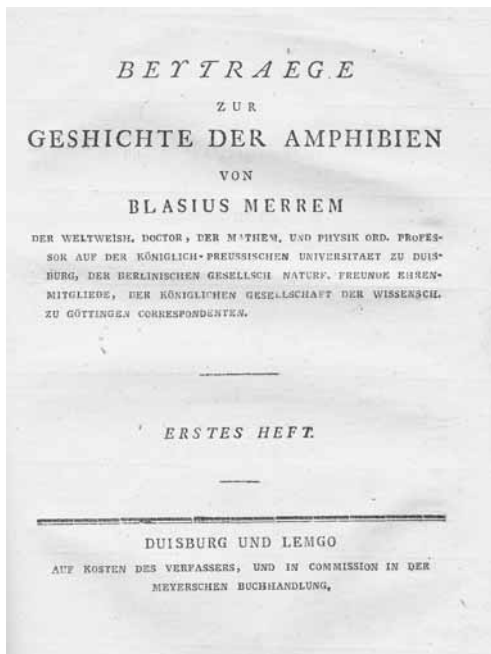 BEYTRAEGE
ZUR
GESHICHTE DER AMPHIBIEN
VON
BLASIUS MERREM
DER WELTWEISH. DOCTOR, DER MATHEM. UND PHYSIK ORD. PROFES-
SOR AUF DER KÖNIGLICH-PREUSSISCHEN UNIVERSITAET ZU DUIS-
BURG, DER BERLINISCHEN GESELLSCH. NATURF. FREUNDE EHREN-
MITGLIEDE, DER KÖNIGLICHEN GESELLSCHAFT DER WISSENSCH.
ZU GÖTTINGEN CORRESPONDENTEN.
ERSTES HEFT.
DUISBURG UND LEMGO
AUF KOSTEN DES VERFASSERS, UND IN COMMISSION IN DER
MEYERSCHEN BUCHHANDLUNG,